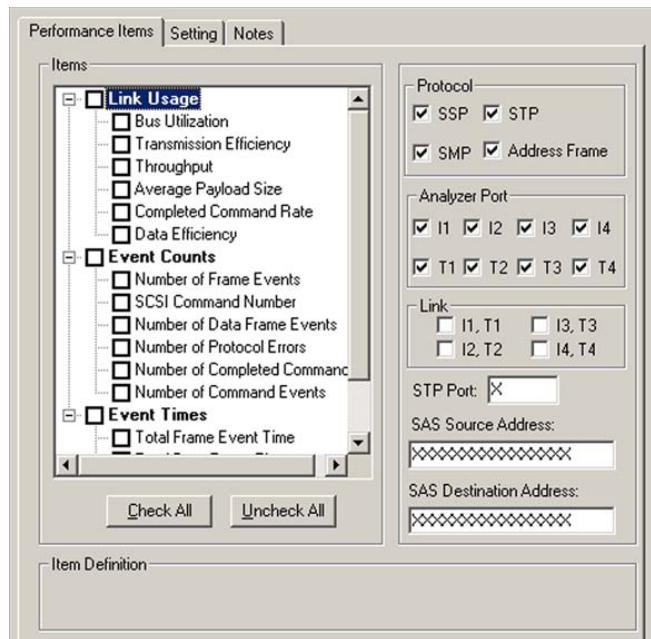 Performance Items Setting Notes
Items
Link Usage
Bus Utilization
Transmission Efficiency
Throughput
Average Payload Size
Completed Command Rate
Data Efficiency
Event Counts
Number of Frame Events
SCSI Command Number
Number of Data Frame Events
Number of Protocol Errors
Number of Completed Commanc
Number of Command Events
Event Times
Total Frame Event Time
Check All Uncheck All
Protocol
SSP STP
SMP Address Frame
Analyzer Port
I1 I2 I3 I4
T1 T2 T3 T4
Link
I1, T1 I3, T3
I2, T2 I4, T4
STP Port: X
SAS Source Address:
XXXXXXXXXXXXXXXX
SAS Destination Address:
XXXXXXXXXXXXXXXX
Item Definition